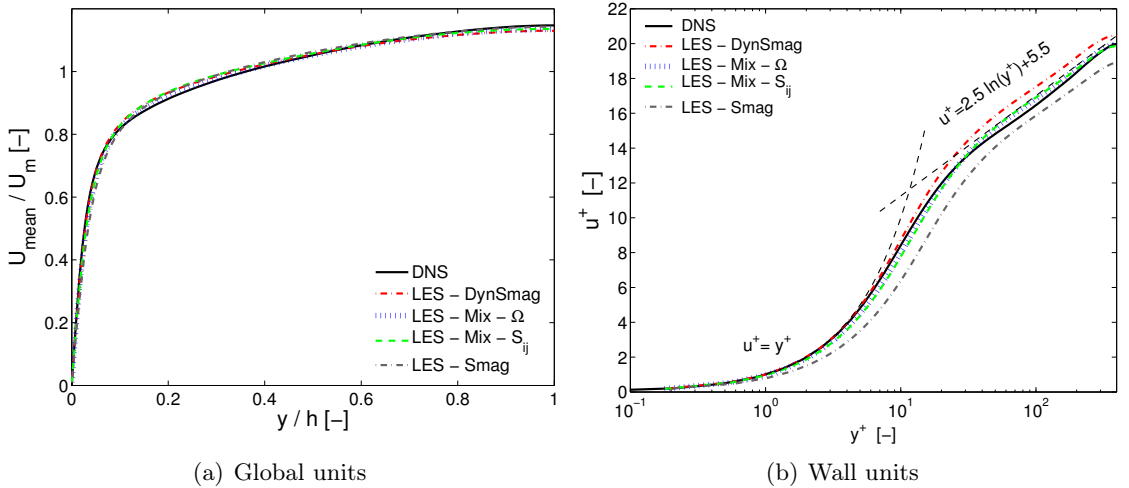 U_mean / U_m [–]
1
0.8
0.6
0.4
0.2
0
0
0.2
0.4
0.6
0.8
1
y / h [–]
DNS
LES – DynSmag
LES – Mix – Ω
LES – Mix – S_ij
LES – Smag
(a) Global units
u^+ [–]
20
18
16
14
12
10
8
6
4
2
0
10^-1
10^0
10^1
10^2
y^+ [–]
DNS
LES – DynSmag
LES – Mix – Ω
LES – Mix – S_ij
LES – Smag
u^+=2.5 ln(y^+)+5.5
u^+= y^+
(b) Wall units